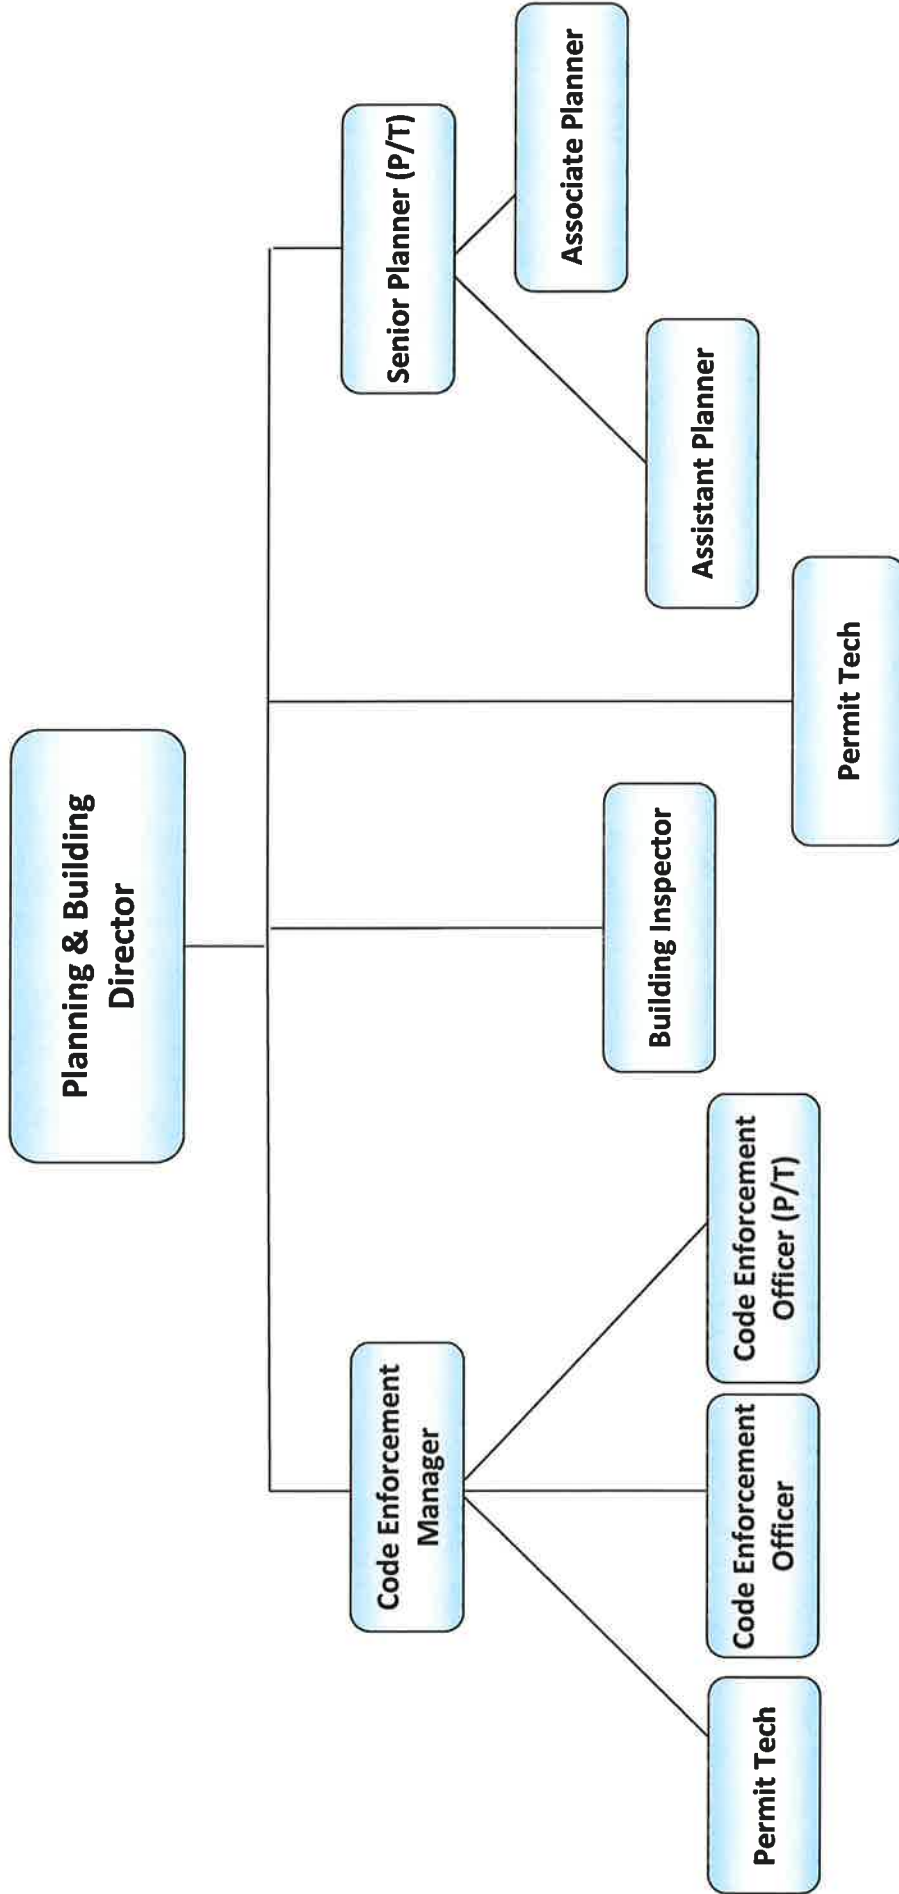 Planning & Building
Director
Code Enforcement
Manager
Senior Planner (P/T)
Permit Tech
Code Enforcement
Officer
Code Enforcement
Officer (P/T)
Building Inspector
Permit Tech
Assistant Planner
Associate Planner